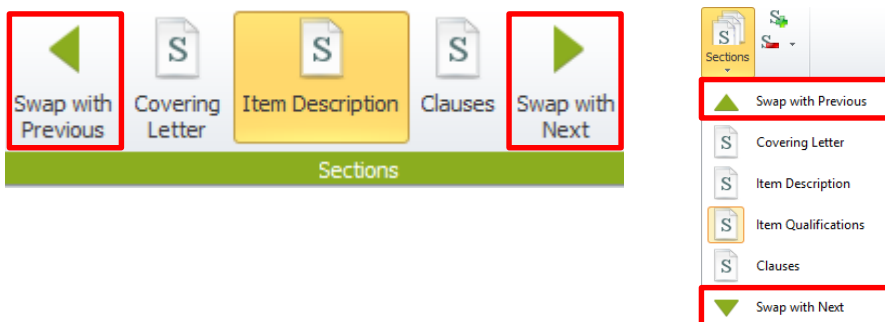 S S S
Swap with Covering Item Description Clauses Swap with
Previous Letter Next
Sections
S S
S
Sections
Swap with Previous
S Covering Letter
S Item Description
S Item Qualifications
S Clauses
Swap with Next